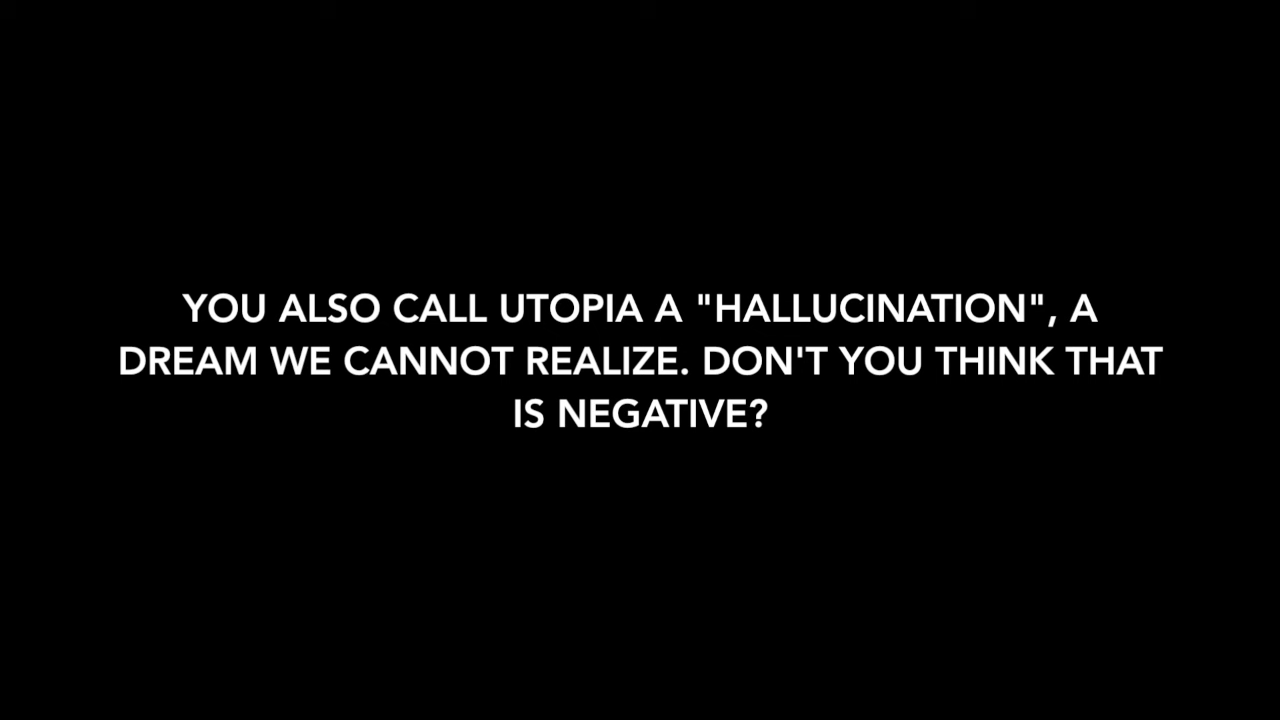 YOU ALSO CALL UTOPIA A "HALLUCINATION", A
DREAM WE CANNOT REALIZE. DON'T YOU THINK THAT
IS NEGATIVE?